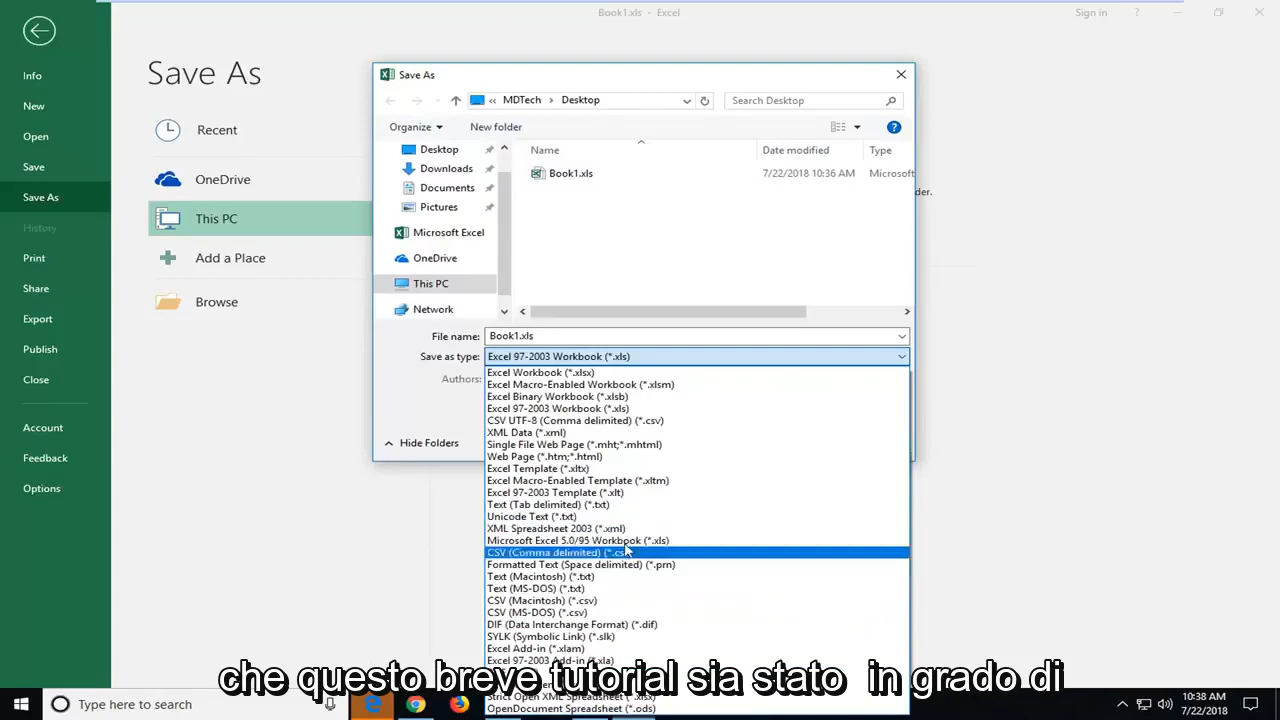 Book1.xls - Excel
Sign in
?
Info
New
Open
Save
Save As
History
Print
Share
Export
Publish
Close
Account
Feedback
Options
Save As
Recent
OneDrive
This PC
Add a Place
Browse
Save As
« MDTech › Desktop
Search Desktop
Organize
New folder
Desktop
Downloads
Documents
Pictures
Microsoft Excel
OneDrive
This PC
Network
Name
Date modified
Type
Book1.xls
7/22/2018 10:36 AM
Microsoft
der.
File name: Book1.xls
Save as type: Excel 97-2003 Workbook (*.xls)
Authors:
Hide Folders
Excel Workbook (*.xlsx)
Excel Macro-Enabled Workbook (*.xlsm)
Excel Binary Workbook (*.xlsb)
Excel 97-2003 Workbook (*.xls)
CSV UTF-8 (Comma delimited) (*.csv)
XML Data (*.xml)
Single File Web Page (*.mht;*.mhtml)
Web Page (*.htm;*.html)
Excel Template (*.xltx)
Excel Macro-Enabled Template (*.xltm)
Excel 97-2003 Template (*.xlt)
Text (Tab delimited) (*.txt)
Unicode Text (*.txt)
XML Spreadsheet 2003 (*.xml)
Microsoft Excel 5.0/95 Workbook (*.xls)
CSV (Comma delimited) (*.cs
Formatted Text (Space delimited) (*.prn)
Text (Macintosh) (*.txt)
Text (MS-DOS) (*.txt)
CSV (Macintosh) (*.csv)
CSV (MS-DOS) (*.csv)
DIF (Data Interchange Format) (*.dif)
SYLK (Symbolic Link) (*.slk)
Excel Add-in (*.xlam)
Excel 97-2003 Add-in (*.xla)
che questo breve tutorial sia stato in grado di
Strict Open XML Spreadsheet (*.xlsx)
OpenDocument Spreadsheet (*.ods)
Type here to search
10:38 AM
7/22/2018